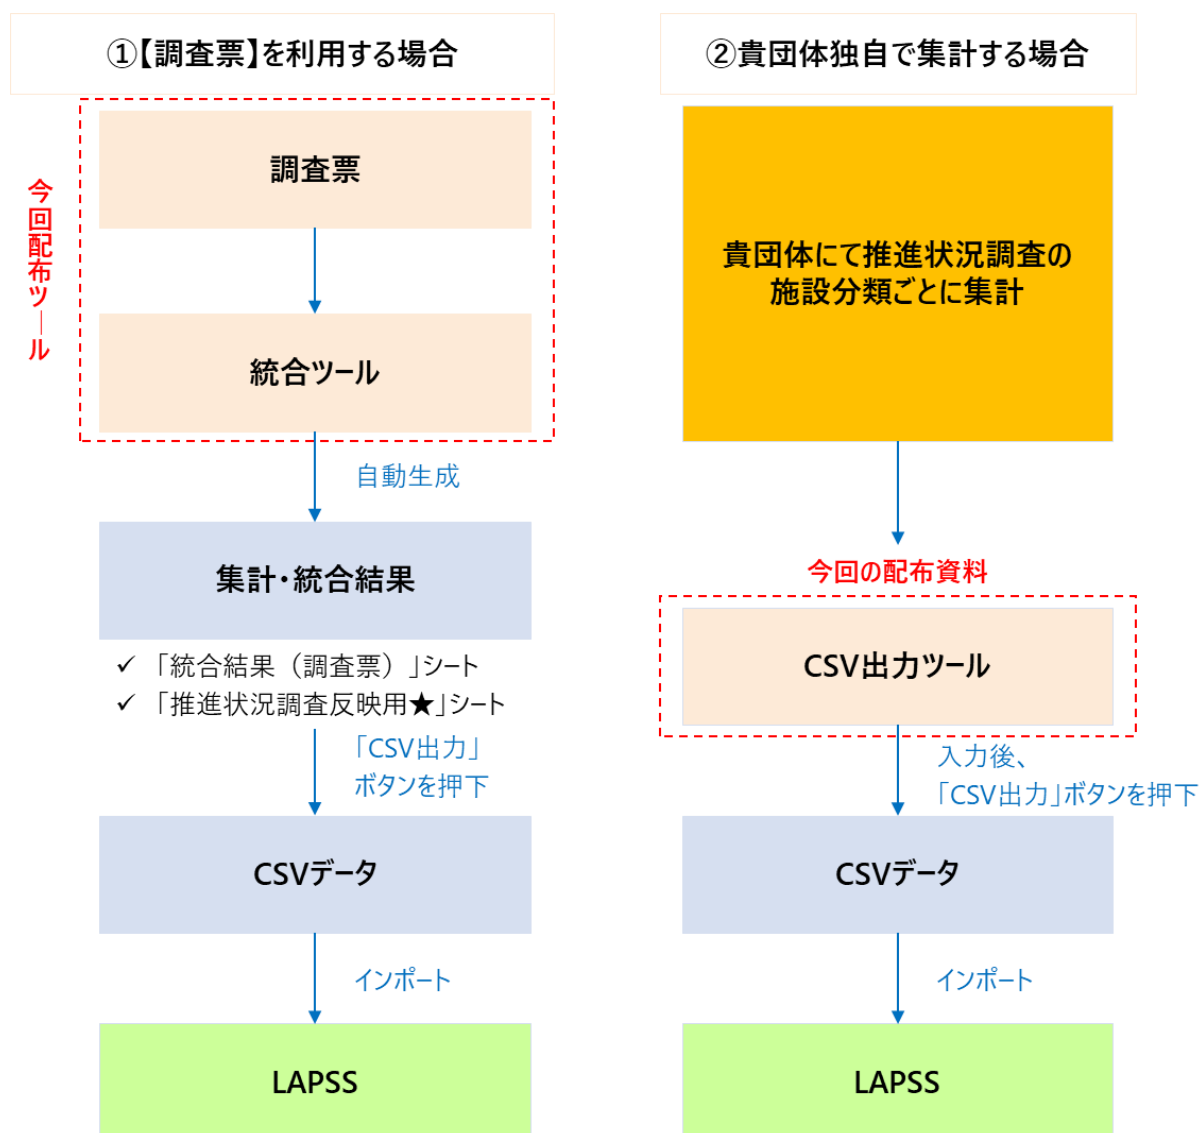 ①【調査票】を利用する場合
今回配布ツール
調査票
統合ツール
自動生成
集計・統合結果
✓ 「統合結果（調査票）」シート
✓ 「推進状況調査反映用★」シート
「CSV出力」
ボタンを押下
CSVデータ
インポート
LAPSS
②貴団体独自で集計する場合
貴団体にて推進状況調査の
施設分類ごとに集計
今回の配布資料
CSV出力ツール
入力後、
「CSV出力」ボタンを押下
CSVデータ
インポート
LAPSS